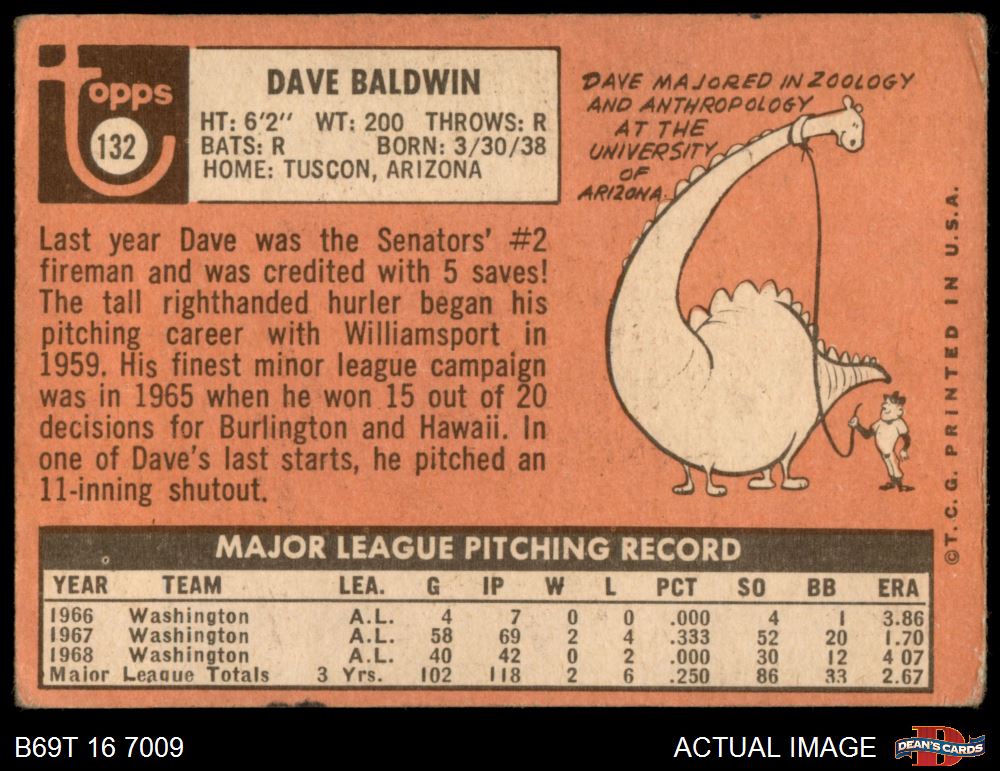 topps
132
DAVE BALDWIN
HT: 6'2" WT: 200 THROWS: R
BATS: R BORN: 3/30/38
HOME: TUSCON, ARIZONA
DAVE MAJORED IN ZOOLOGY
AND ANTHROPOLOGY
AT THE
UNIVERSITY
OF
ARIZONA
Last year Dave was the Senators' #2
fireman and was credited with 5 saves!
The tall righthanded hurler began his
pitching career with Williamsport in
1959. His finest minor league campaign
was in 1965 when he won 15 out of 20
decisions for Burlington and Hawaii. In
one of Dave's last starts, he pitched an
11-inning shutout.
©T.C.G. PRINTED IN U.S.A.
MAJOR LEAGUE PITCHING RECORD
YEAR TEAM LEA. G IP W L PCT SO BB ERA
1966 Washington A.L. 4 7 0 0 .000 4 1 3.86
1967 Washington A.L. 58 69 2 4 .333 52 20 1.70
1968 Washington A.L. 40 42 0 2 .000 30 12 4 07
Major League Totals 3 Yrs. 102 118 2 6 .250 86 33 2.67
B69T 16 7009
ACTUAL IMAGE
D
DEAN'S CARDS